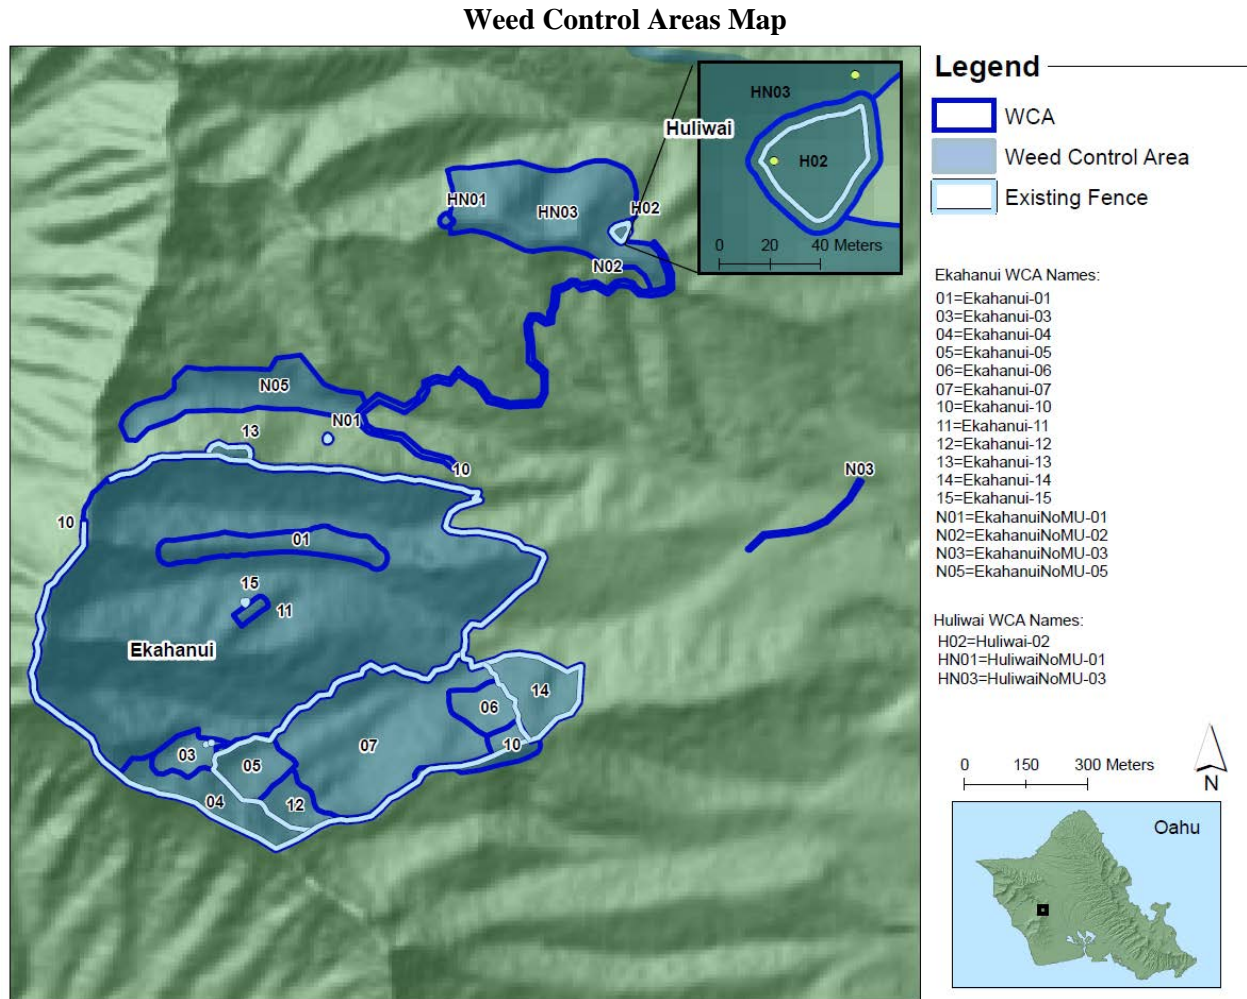 Weed Control Areas Map
HN03
Huliwai
H02
0 20 40 Meters
HN01
HN03
H02
N02
N05
N01
13
10
N03
10
01
15
11
Ekahanui
14
06
10
07
03
05
04
12
Legend
WCA
Weed Control Area
Existing Fence
Ekahanui WCA Names:
01=Ekahanui-01
03=Ekahanui-03
04=Ekahanui-04
05=Ekahanui-05
06=Ekahanui-06
07=Ekahanui-07
10=Ekahanui-10
11=Ekahanui-11
12=Ekahanui-12
13=Ekahanui-13
14=Ekahanui-14
15=Ekahanui-15
N01=EkahanuiNoMU-01
N02=EkahanuiNoMU-02
N03=EkahanuiNoMU-03
N05=EkahanuiNoMU-05
Huliwai WCA Names:
H02=Huliwai-02
HN01=HuliwaiNoMU-01
HN03=HuliwaiNoMU-03
0 150 300 Meters
N
Oahu